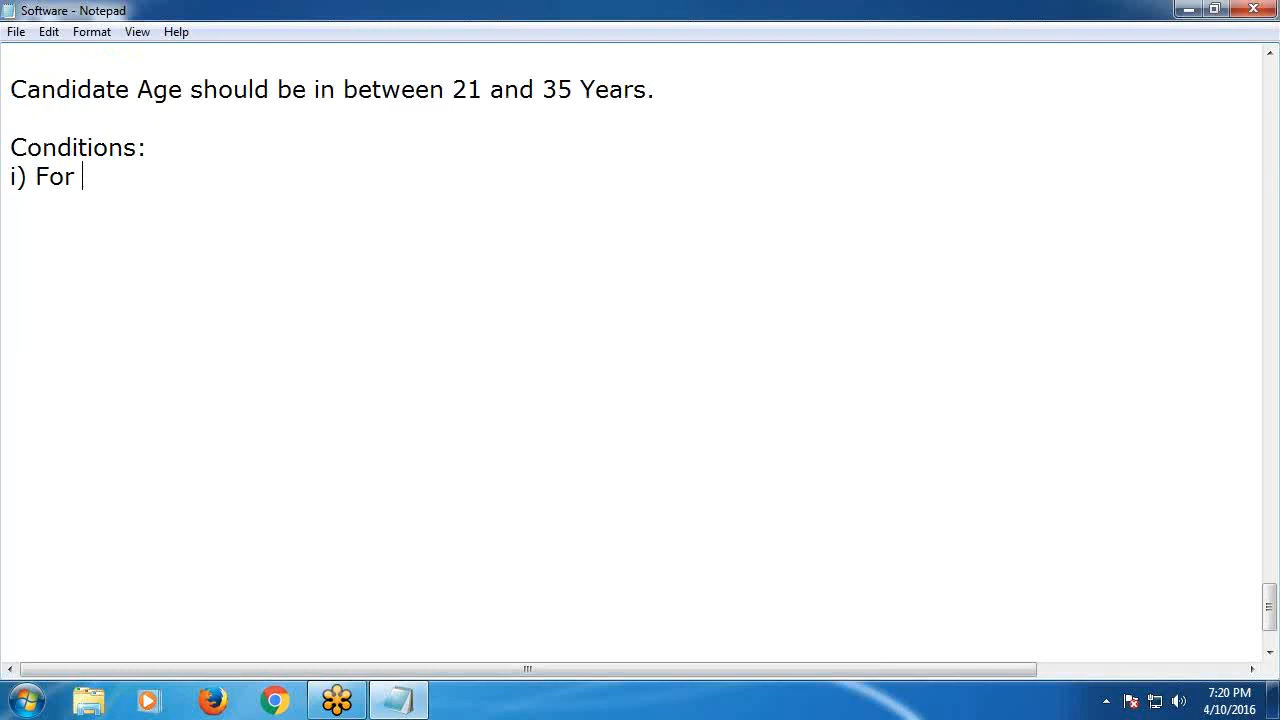 Software - Notepad
File Edit Format View Help
Candidate Age should be in between 21 and 35 Years.
Conditions:
i) For
7:20 PM
4/10/2016